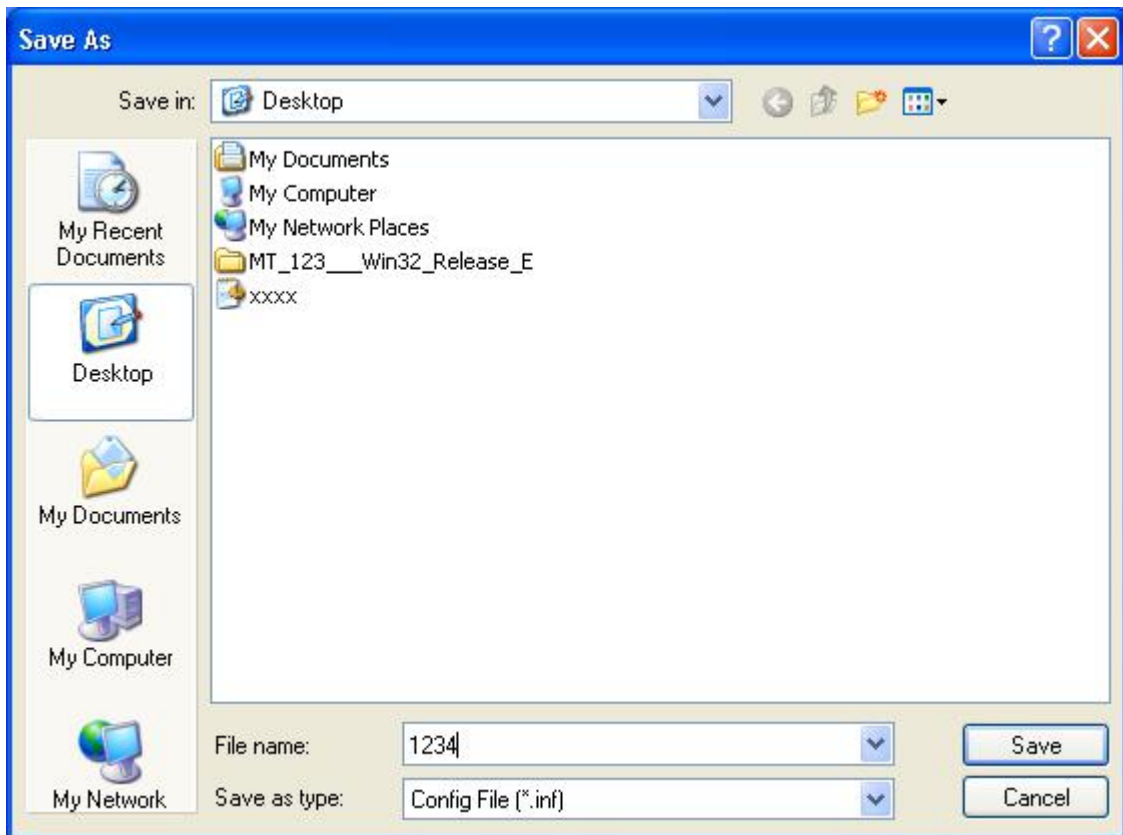 Save As
Save in:
Desktop
My Recent
Documents
Desktop
My Documents
My Computer
My Network
My Documents
My Computer
My Network Places
MT_123___Win32_Release_E
xxxx
File name:
1234
Save
Save as type:
Config File (*.inf)
Cancel